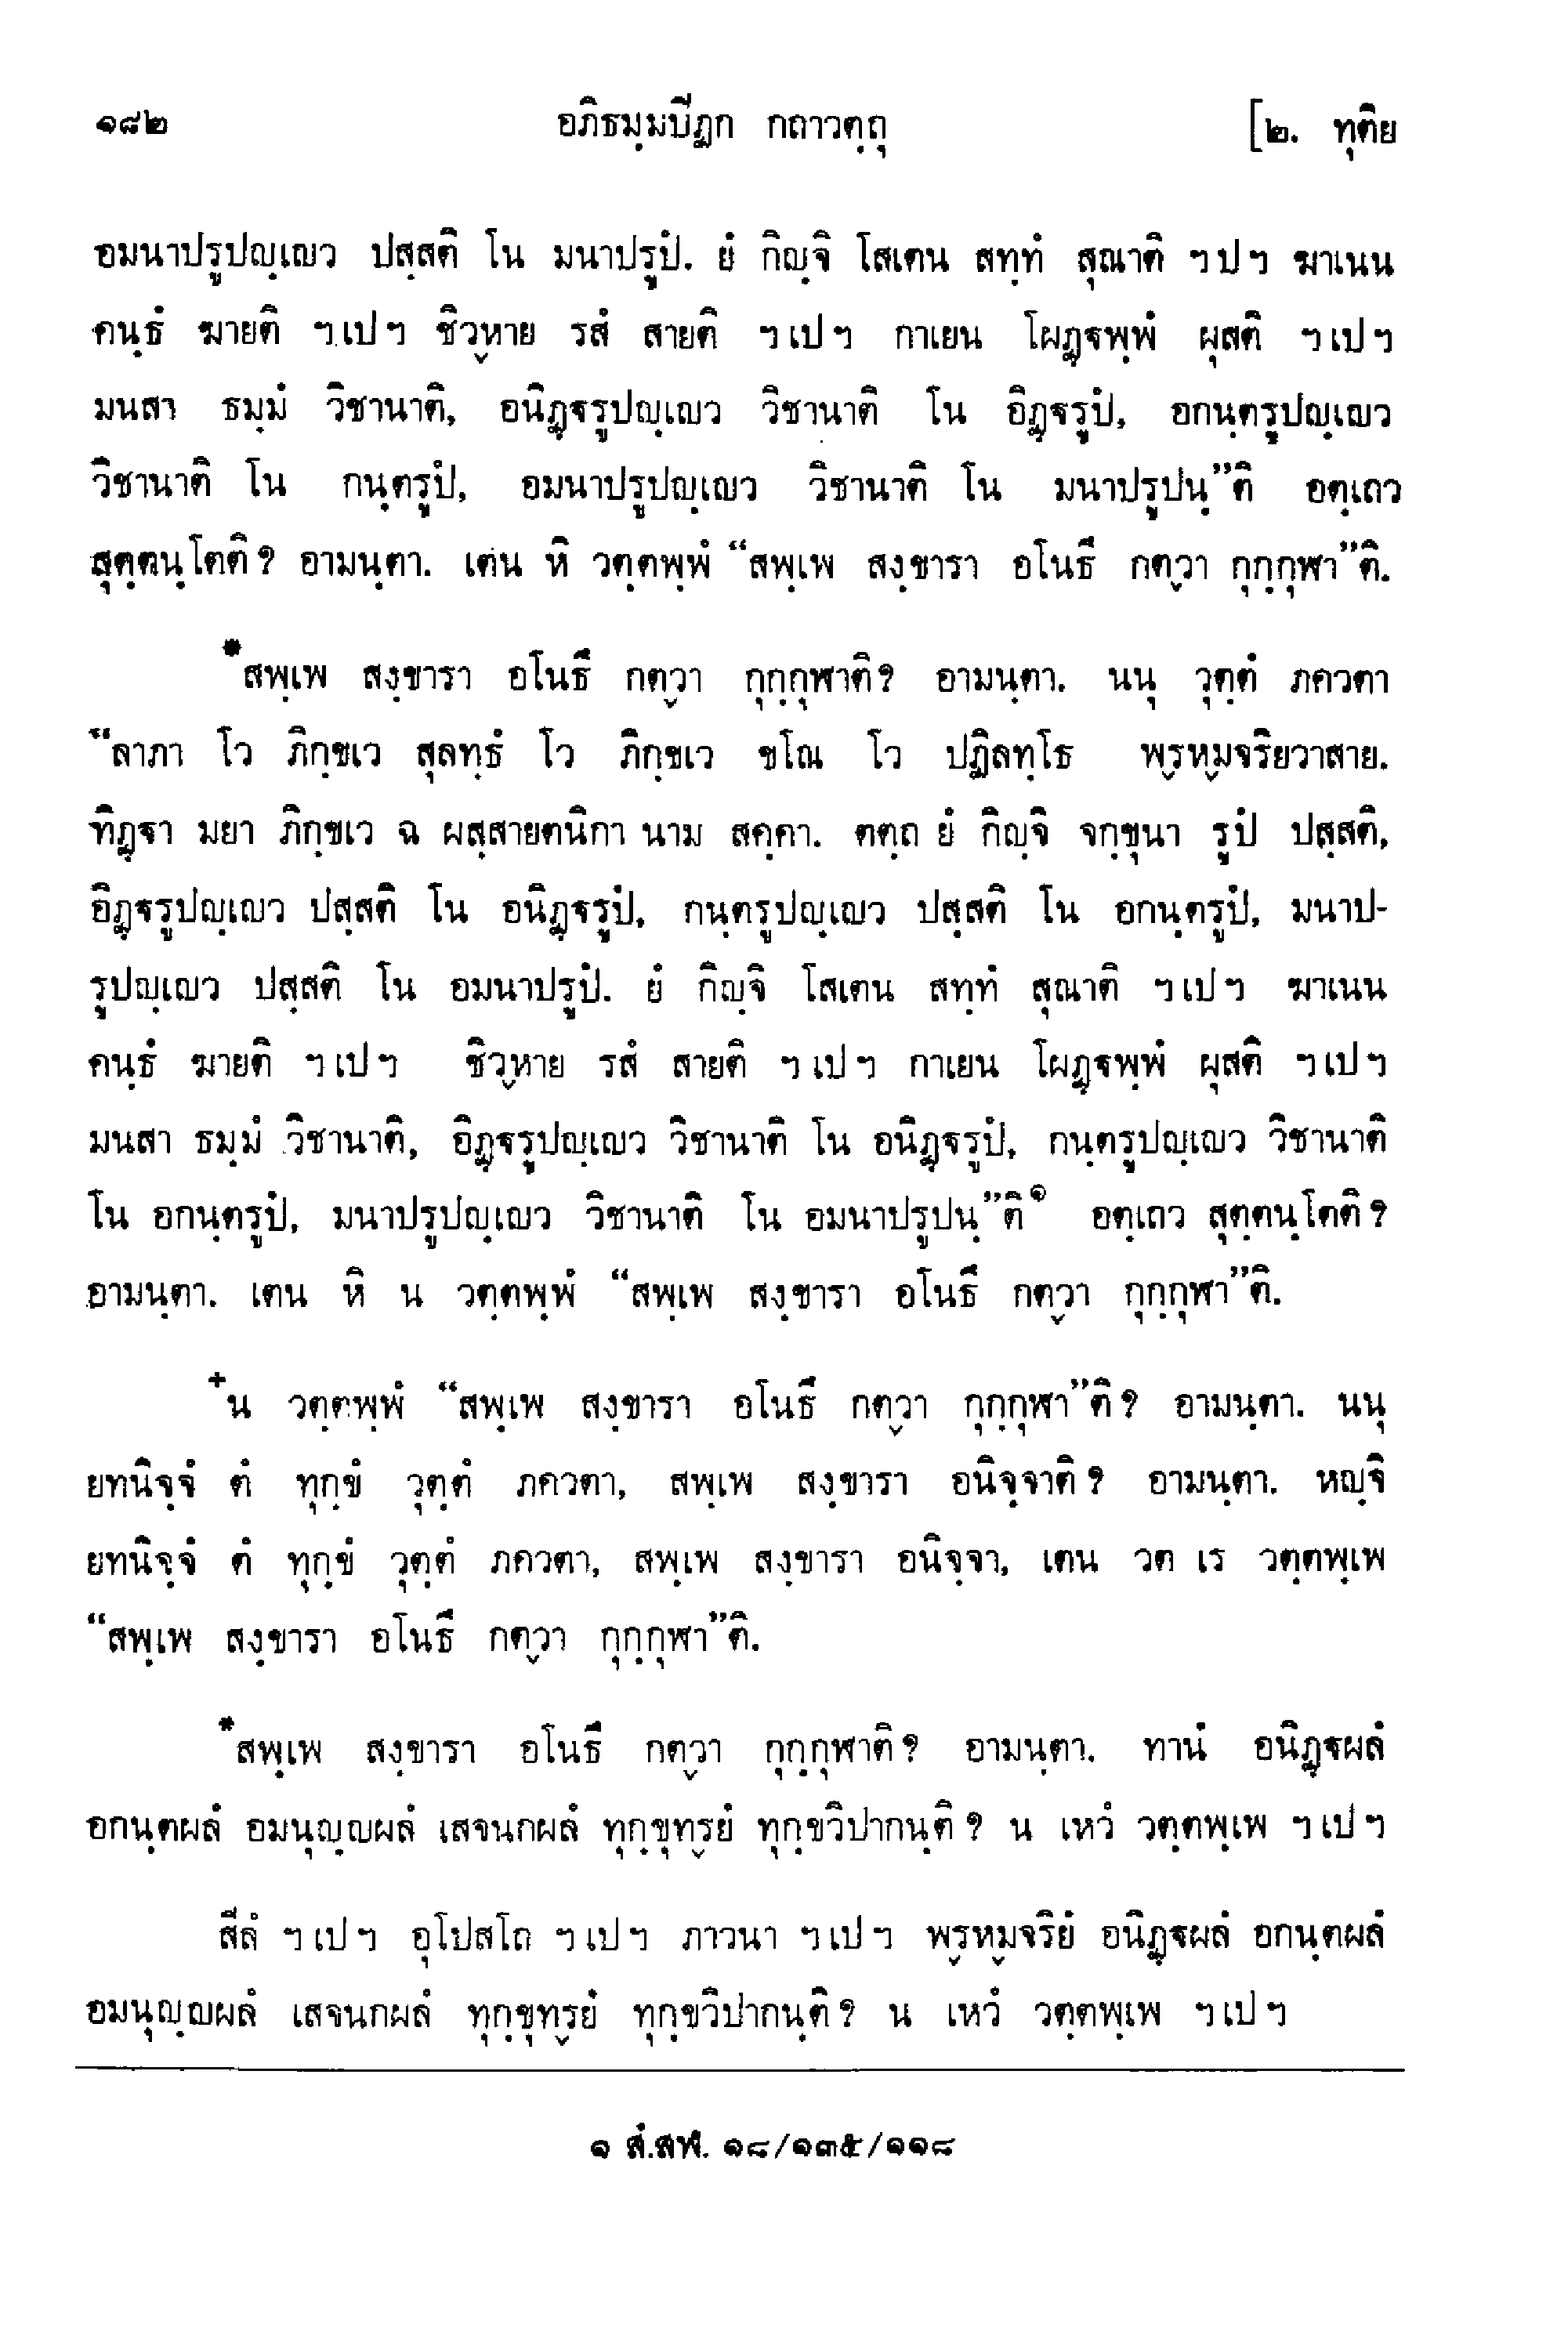 ๑๘๒ อภิธมฺมปีฏก กถาวตฺถุ [๒. ทุติย
อมนาปรูปญฺเญว ปสฺสติ โน มนาปรูปํ. ยํ กิญฺจิ โสเตน สทฺทํ สุณาติ ฯ ป ฯ ฆาเนน
คนฺธํ ฆายติ ฯ เป ฯ ชิวฺหาย รสํ สายติ ฯ เป ฯ กาเยน โผฏฺฐพฺพํ ผุสติ ฯ เป ฯ
มนสา ธมฺมํ วิชานาติ, อนิฏฺฐรูปญฺเญว วิชานาติ โน อิฏฺฐรูปํ, อกนฺตรูปญฺเญว
วิชานาติ โน กนฺตรูปํ, อมนาปรูปญฺเญว วิชานาติ โน มนาปรูปนฺ”ติ อตฺเถว
สุตฺตนฺโตติ? อามนฺตา. เตน หิ วตฺตพฺพํ “สพฺเพ สงฺขารา อโนธึ กตฺวา กุกฺกุฬา”ติ.
*สพฺเพ สงฺขารา อโนธึ กตฺวา กุกฺกุฬาติ? อามนฺตา. นนุ วุตฺตํ ภควตา
“ลาภา โว ภิกฺขเว สุลทฺธํ โว ภิกฺขเว ขโณ โว ปฏิลทฺโธ พฺรหฺมจริยวาสาย.
ทิฏฺฐา มยา ภิกฺขเว ฉ ผสฺสายตนิกา นาม สคฺคา. ตตฺถ ยํ กิญฺจิ จกฺขุนา รูปํ ปสฺสติ,
อิฏฺฐรูปญฺเญว ปสฺสติ โน อนิฏฺฐรูปํ, กนฺตรูปญฺเญว ปสฺสติ โน อกนฺตรูปํ, มนาป-
รูปญฺเญว ปสฺสติ โน อมนาปรูปํ. ยํ กิญฺจิ โสเตน สทฺทํ สุณาติ ฯ เป ฯ ฆาเนน
คนฺธํ ฆายติ ฯ เป ฯ ชิวฺหาย รสํ สายติ ฯ เป ฯ กาเยน โผฏฺฐพฺพํ ผุสติ ฯ เป ฯ
มนสา ธมฺมํ วิชานาติ, อิฏฺฐรูปญฺเญว วิชานาติ โน อนิฏฺฐรูปํ, กนฺตรูปญฺเญว วิชานาติ
โน อกนฺตรูปํ, มนาปรูปญฺเญว วิชานาติ โน อมนาปรูปนฺ”ติ๑ อตฺเถว สุตฺตนฺโตติ?
อามนฺตา. เตน หิ น วตฺตพฺพํ “สพฺเพ สงฺขารา อโนธึ กตฺวา กุกฺกุฬา”ติ.
+น วตฺตพฺพํ “สพฺเพ สงฺขารา อโนธึ กตฺวา กุกฺกุฬา”ติ? อามนฺตา. นนุ
ยทนิจฺจํ ตํ ทุกฺขํ วุตฺตํ ภควตา, สพฺเพ สงฺขารา อนิจฺจาติ? อามนฺตา. หญฺจิ
ยทนิจฺจํ ตํ ทุกฺขํ วุตฺตํ ภควตา, สพฺเพ สงฺขารา อนิจฺจา, เตน วต เร วตฺตพฺเพ
“สพฺเพ สงฺขารา อโนธึ กตฺวา กุกฺกุฬา”ติ.
*สพฺเพ สงฺขารา อโนธึ กตฺวา กุกฺกุฬาติ? อามนฺตา. ทานํ อนิฏฺฐผลํ
อกนฺตผลํ อมนุญฺญผลํ เสจนกผลํ ทุกฺขุทฺรยํ ทุกฺขวิปากนฺติ? น เหวํ วตฺตพฺเพ ฯ เป ฯ
สีลํ ฯ เป ฯ อุโปสโถ ฯ เป ฯ ภาวนา ฯ เป ฯ พฺรหฺมจริยํ อนิฏฺฐผลํ อกนฺตผลํ
อมนุญฺญผลํ เสจนกผลํ ทุกฺขุทฺรยํ ทุกฺขวิปากนฺติ? น เหวํ วตฺตพฺเพ ฯ เป ฯ
๑ สํ.สฬ. ๑๘/๑๓๕/๑๑๘